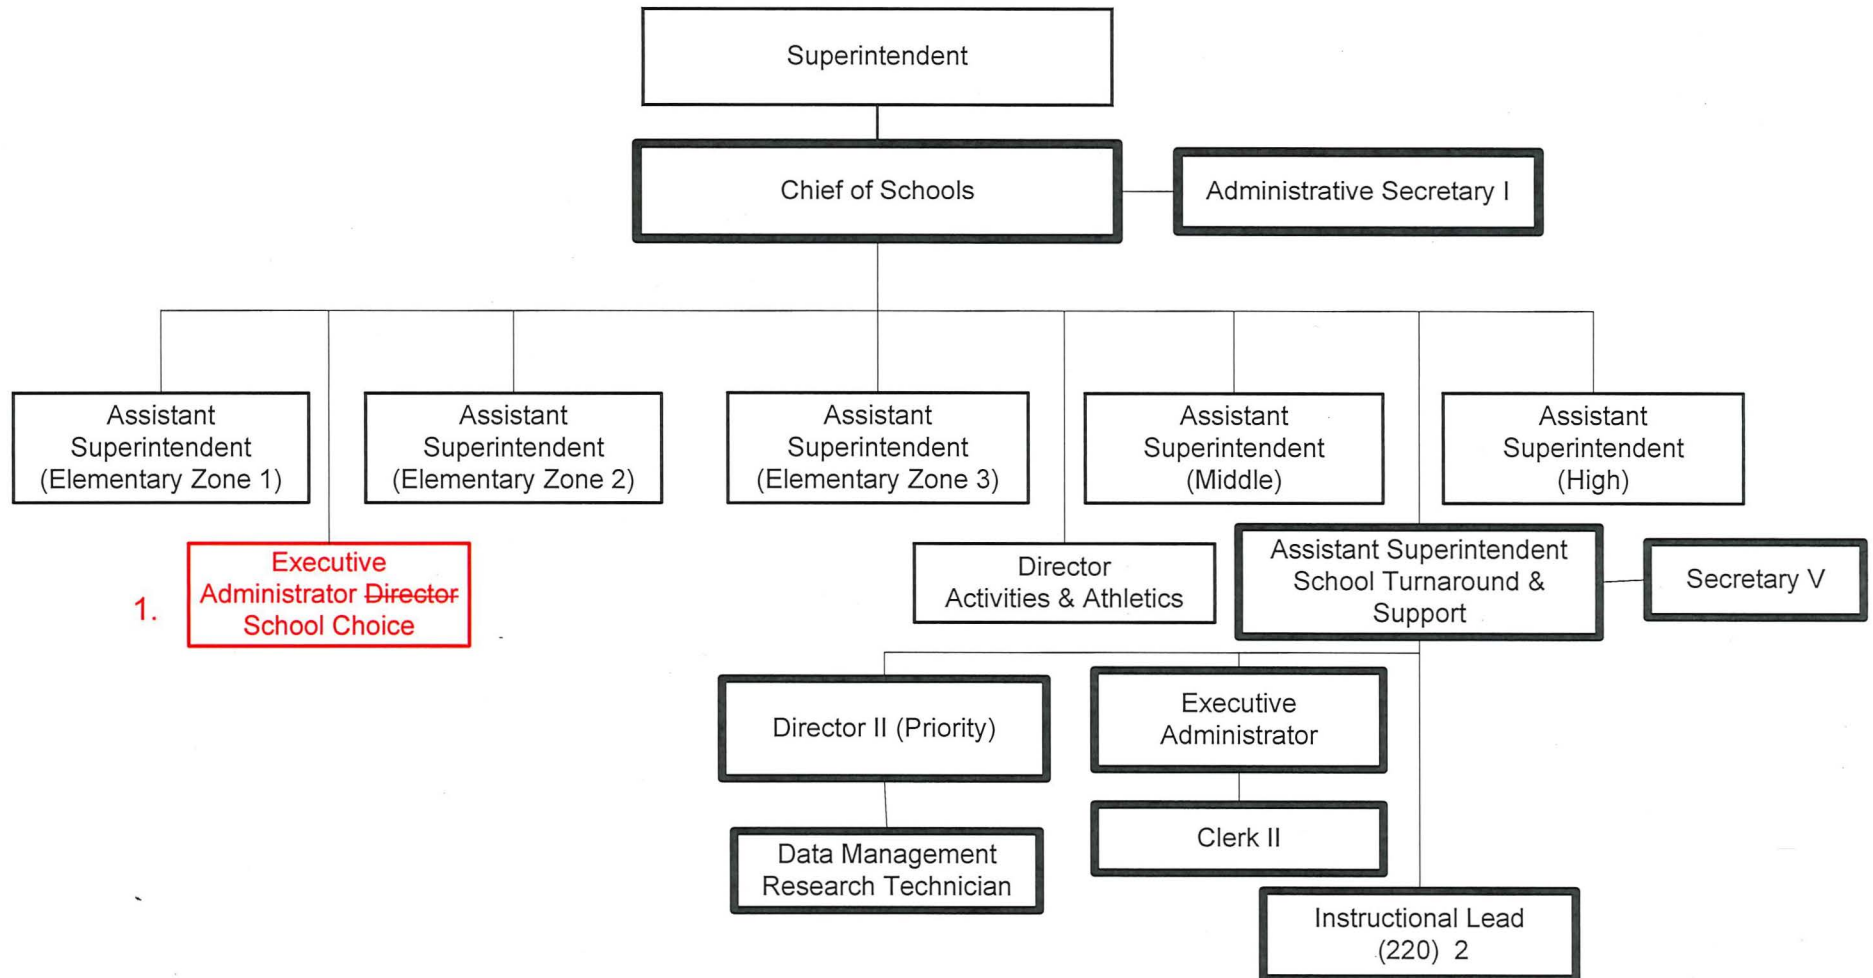 Superintendent
Chief of Schools
Administrative Secretary I
Assistant
Superintendent
(Elementary Zone 1)
Assistant
Superintendent
(Elementary Zone 2)
Assistant
Superintendent
(Elementary Zone 3)
Assistant
Superintendent
(Middle)
Assistant
Superintendent
(High)
1.
Executive
Administrator Director
School Choice
Director
Activities & Athletics
Assistant Superintendent
School Turnaround &
Support
Secretary V
Director II (Priority)
Executive
Administrator
Data Management
Research Technician
Clerk II
Instructional Lead
(220) 2